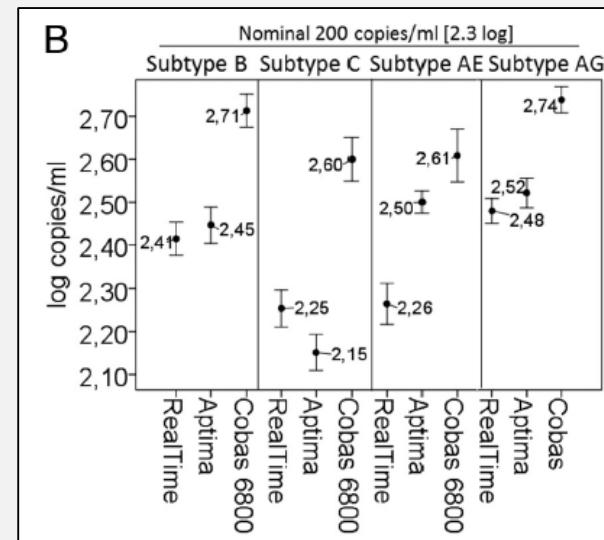 B
Nominal 200 copies/ml [2.3 log]
Subtype B Subtype C Subtype AE Subtype AG
log copies/ml
2,70
2,60
2,50
2,40
2,30
2,20
2,10
2,41
2,45
2,71
2,25
2,15
2,60
2,26
2,50
2,61
2,48
2,52
2,74
RealTime
Aptima
Cobas 6800
RealTime
Aptima
Cobas 6800
RealTime
Aptima
Cobas 6800
RealTime
Aptima
Cobas